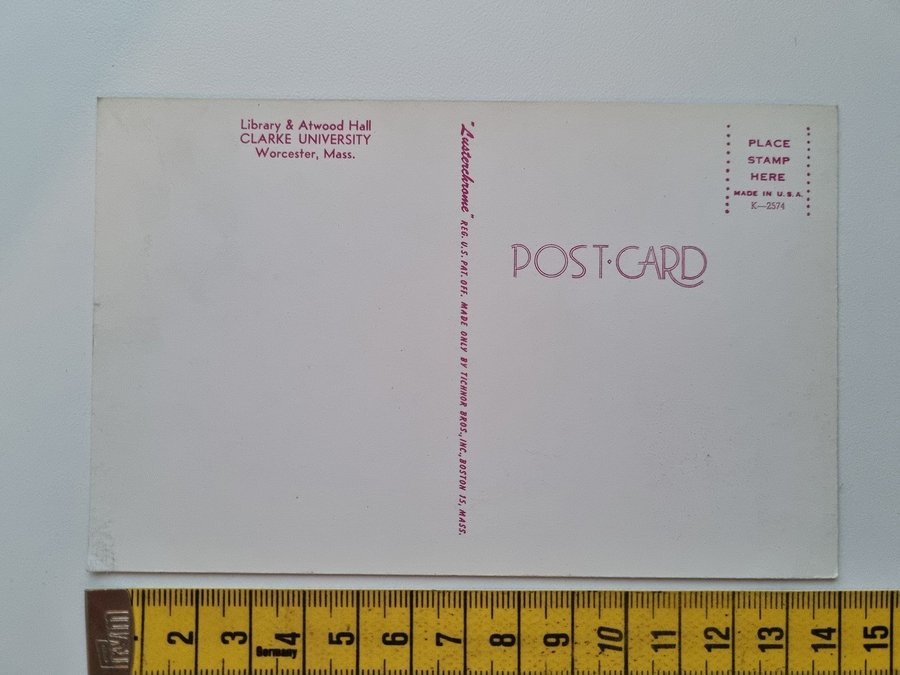 Library & Atwood Hall
CLARKE UNIVERSITY
Worcester, Mass.
"Lusterchrome" REG. U.S. PAT. OFF. MADE ONLY BY TICHNOR BROS., INC., BOSTON 15, MASS.
PLACE
STAMP
HERE
MADE IN U.S.A.
K—2574
POST·CARD
2 3 4 5 6 7 8 9 10 11 12 13 14 15
Germany